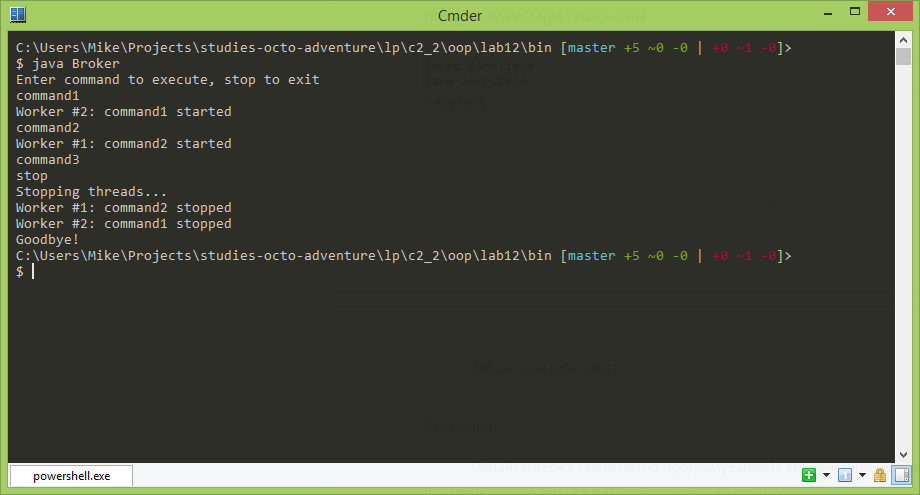 Cmder
C:\Users\Mike\Projects\studies-octo-adventure\lp\c2_2\oop\lab12\bin [master +5 ~0 -0 | +0 ~1 -0]>
$ java Broker
Enter command to execute, stop to exit
command1
Worker #2: command1 started
command2
Worker #1: command2 started
command3
stop
Stopping threads...
Worker #1: command2 stopped
Worker #2: command1 stopped
Goodbye!
C:\Users\Mike\Projects\studies-octo-adventure\lp\c2_2\oop\lab12\bin [master +5 ~0 -0 | +0 ~1 -0]>
$
powershell.exe